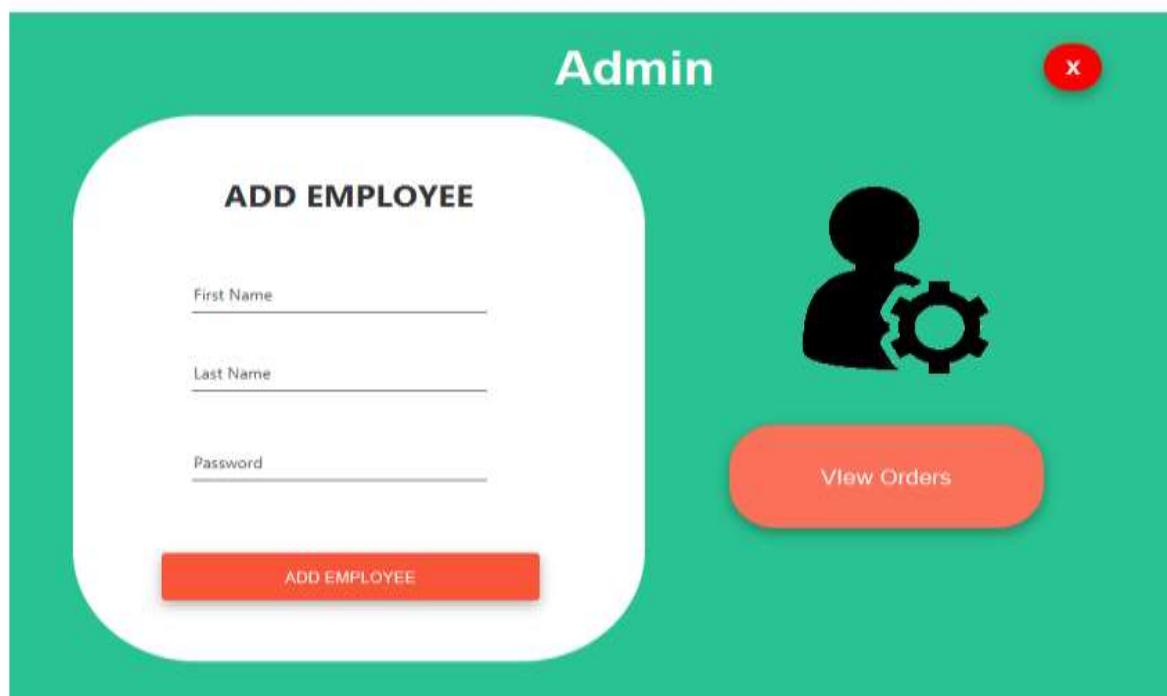 Admin
X
ADD EMPLOYEE
First Name
Last Name
Password
ADD EMPLOYEE
VIew Orders